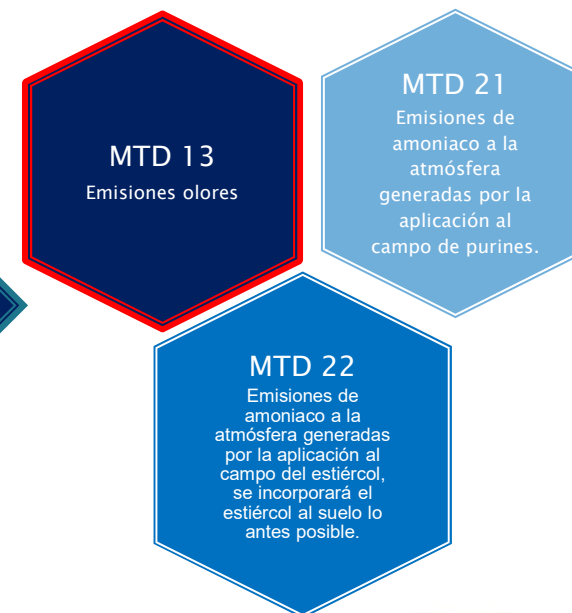 MTD 13
Emisiones olores
MTD 21
Emisiones de
amoniaco a la
atmósfera
generadas por la
aplicación al
campo de purines.
MTD 22
Emisiones de
amoniaco a la
atmósfera generadas
por la aplicación al
campo del estiércol,
se incorporará el
estiércol al suelo lo
antes posible.